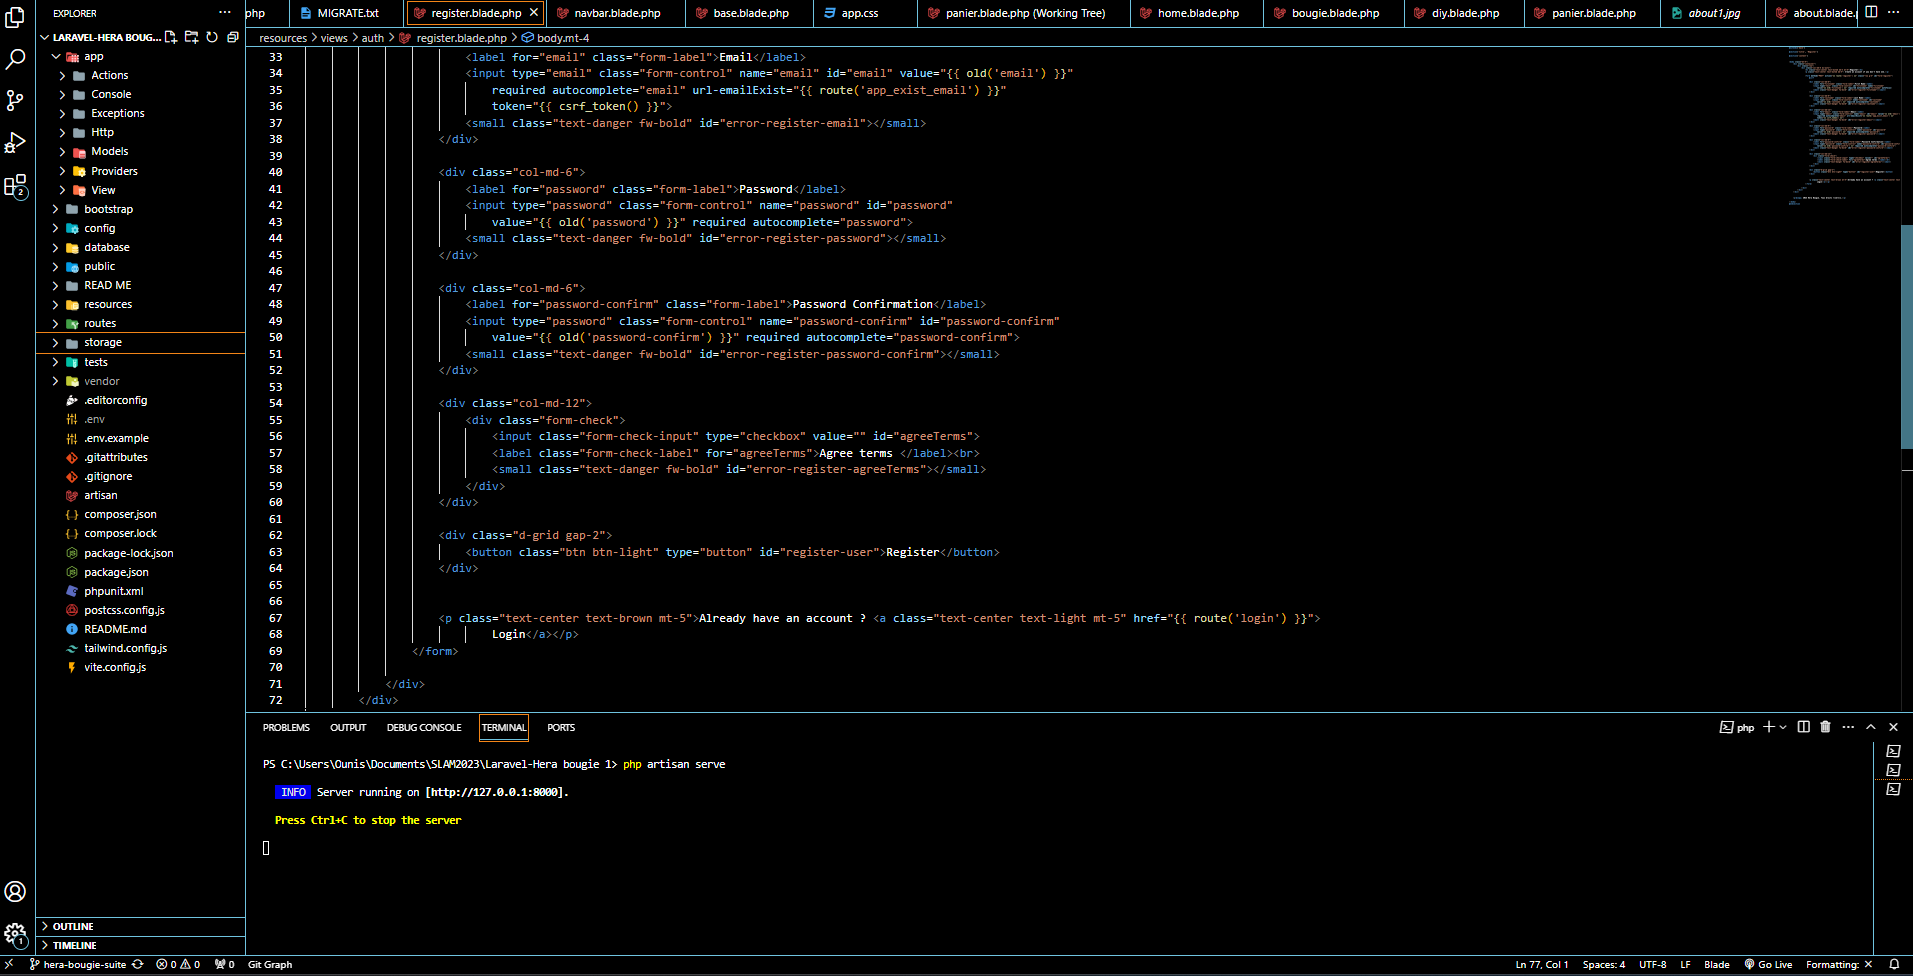 EXPLORER
php
MIGRATE.txt
register.blade.php
navbar.blade.php
base.blade.php
app.css
panier.blade.php (Working Tree)
home.blade.php
bougie.blade.php
diy.blade.php
panier.blade.php
about1.jpg
about.blade.
LARAVEL-HERA BOUG...
resources > views > auth > register.blade.php > body.mt-4
app
Actions
Console
Exceptions
Http
Models
Providers
View
bootstrap
config
database
public
READ ME
resources
routes
storage
tests
vendor
.editorconfig
.env
.env.example
.gitattributes
.gitignore
artisan
composer.json
composer.lock
package-lock.json
package.json
phpunit.xml
postcss.config.js
README.md
tailwind.config.js
vite.config.js
OUTLINE
TIMELINE
2
1
33 <label for="email" class="form-label">Email</label>
34 <input type="email" class="form-control" name="email" id="email" value="{{ old('email') }}"
35 required autocomplete="email" url-emailExist="{{ route('app_exist_email') }}"
36 token="{{ csrf_token() }}">
37 <small class="text-danger fw-bold" id="error-register-email"></small>
38 </div>
39
40 <div class="col-md-6">
41 <label for="password" class="form-label">Password</label>
42 <input type="password" class="form-control" name="password" id="password"
43 value="{{ old('password') }}" required autocomplete="password">
44 <small class="text-danger fw-bold" id="error-register-password"></small>
45 </div>
46
47 <div class="col-md-6">
48 <label for="password-confirm" class="form-label">Password Confirmation</label>
49 <input type="password" class="form-control" name="password-confirm" id="password-confirm"
50 value="{{ old('password-confirm') }}" required autocomplete="password-confirm">
51 <small class="text-danger fw-bold" id="error-register-password-confirm"></small>
52 </div>
53
54 <div class="col-md-12">
55 <div class="form-check">
56 <input class="form-check-input" type="checkbox" value="" id="agreeTerms">
57 <label class="form-check-label" for="agreeTerms">Agree terms </label><br>
58 <small class="text-danger fw-bold" id="error-register-agreeTerms"></small>
59 </div>
60 </div>
61
62 <div class="d-grid gap-2">
63 <button class="btn btn-light" type="button" id="register-user">Register</button>
64 </div>
65
66
67 <p class="text-center text-brown mt-5">Already have an account ? <a class="text-center text-light mt-5" href="{{ route('login') }}">
68 Login</a></p>
69 </form>
70
71 </div>
72 </div>
PROBLEMS OUTPUT DEBUG CONSOLE TERMINAL PORTS
php
PS C:\Users\Ounis\Documents\SLAM2023\Laravel-Hera bougie 1> php artisan serve
INFO Server running on [http://127.0.0.1:8000].
Press Ctrl+C to stop the server
hera-bougie-suite 0 0 0 Git Graph
Ln 77, Col 1 Spaces: 4 UTF-8 LF Blade Go Live Formatting: ×